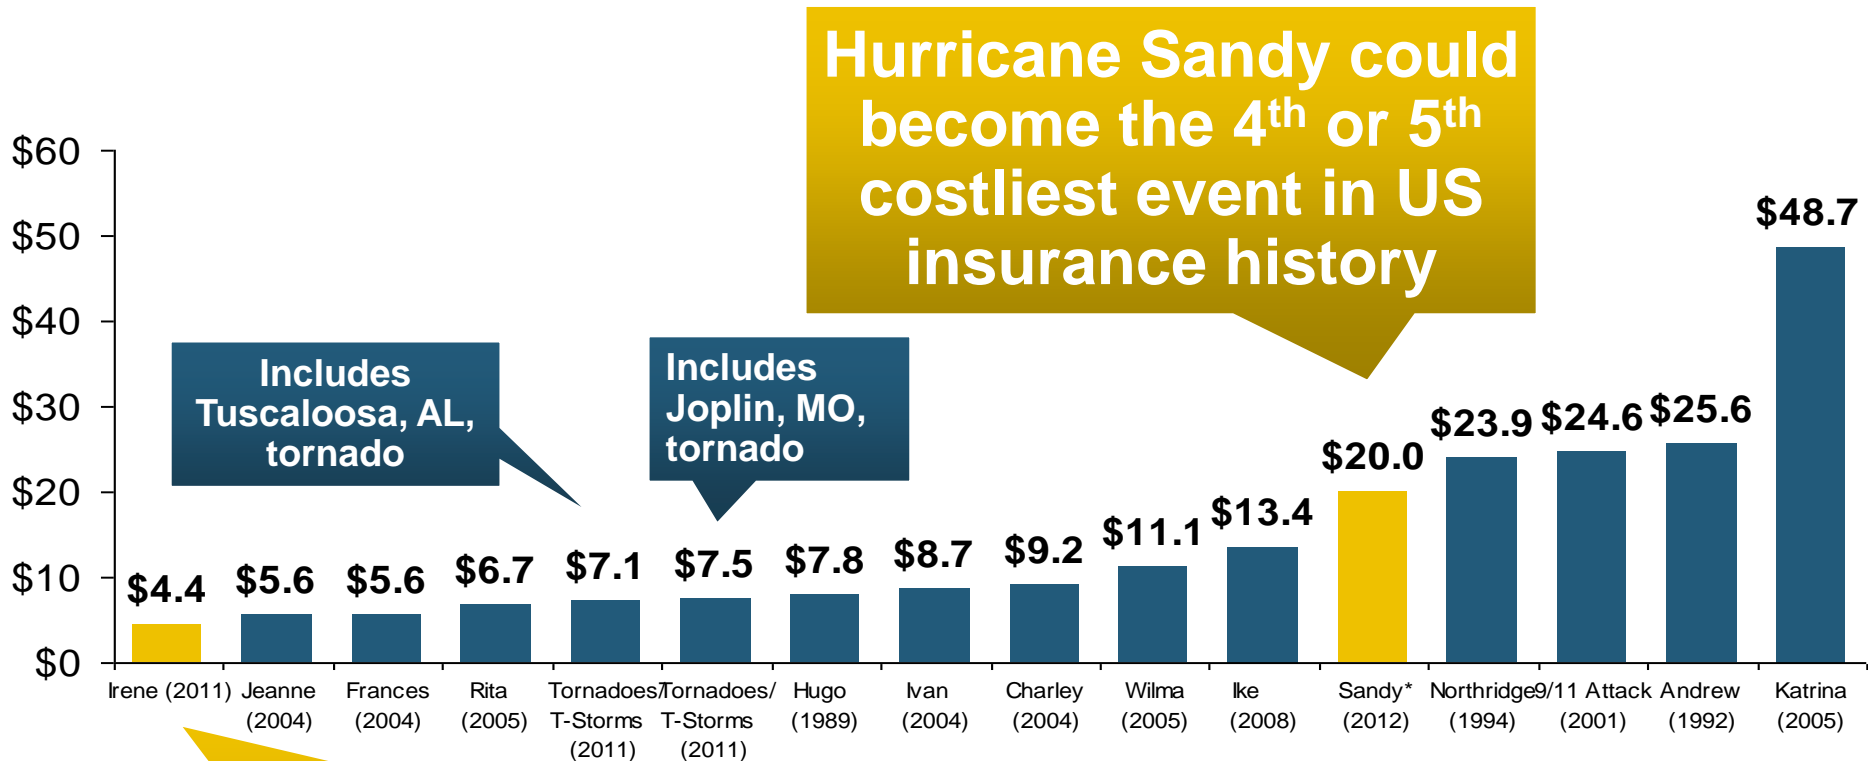 Hurricane Sandy could
become the 4th or 5th
costliest event in US
insurance history
$60
$50
$40
$30
$20
$10
$0
Includes
Tuscaloosa, AL,
tornado
Includes
Joplin, MO,
tornado
$4.4
$5.6
$5.6
$6.7
$7.1
$7.5
$7.8
$8.7
$9.2
$11.1
$13.4
$20.0
$23.9
$24.6
$25.6
$48.7
Irene (2011)
Jeanne
(2004)
Frances
(2004)
Rita
(2005)
Tornadoes/
T-Storms
(2011)
Tornadoes/
T-Storms
(2011)
Hugo
(1989)
Ivan
(2004)
Charley
(2004)
Wilma
(2005)
Ike
(2008)
Sandy*
(2012)
Northridge
(1994)
9/11 Attack
(2001)
Andrew
(1992)
Katrina
(2005)